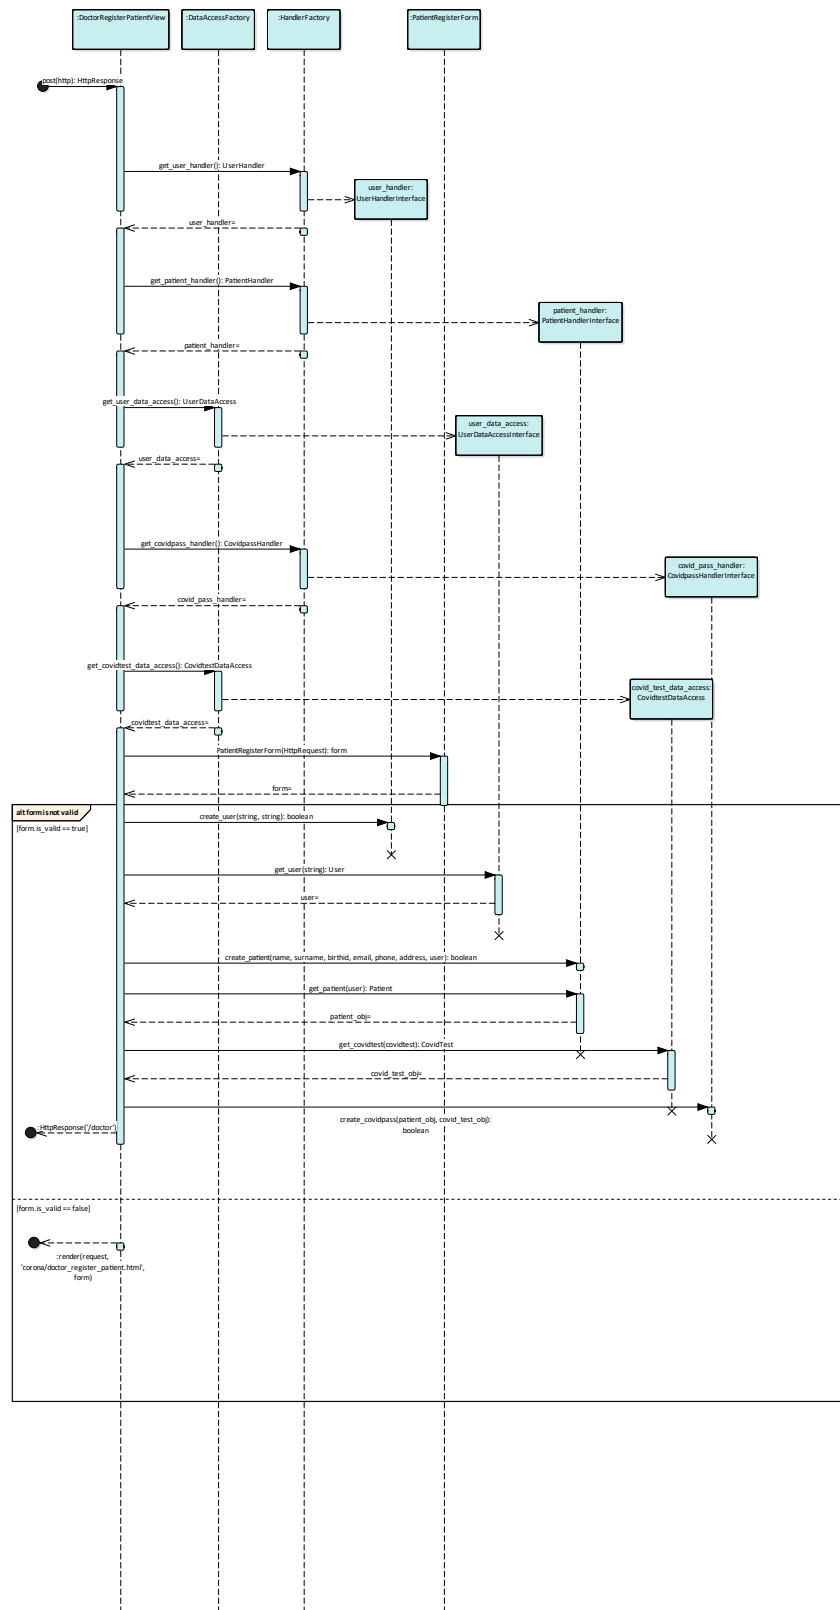 :DoctorRegisterPatientView
:DataAccessFactory
:HandlerFactory
:PatientRegisterForm
post(http): HttpResponse
get_user_handler(): UserHandler
user_handler:
UserHandlerInterface
user_handler=
get_patient_handler(): PatientHandler
patient_handler:
PatientHandlerInterface
patient_handler=
get_user_data_access(): UserDataAccess
user_data_access:
UserDataAccessInterface
user_data_access=
get_covidpass_handler(): CovidpassHandler
covid_pass_handler:
CovidpassHandlerInterface
covid_pass_handler=
get_covidtest_data_access(): CovidtestDataAccess
covid_test_data_access:
CovidtestDataAccess
covidtest_data_access=
PatientRegisterForm(HttpRequest): form
form=
alt form is not valid
[form.is_valid == true]
create_user(string, string): boolean
get_user(string): User
user=
create_patient(name, surname, birthid, email, phone, address, user): boolean
get_patient(user): Patient
patient_obj=
get_covidtest(covidtest): CovidTest
covid_test_obj=
create_covidpass(patient_obj, covid_test_obj):
boolean
:HttpResponse('/doctor')
[form.is_valid == false]
:render(request,
'corona/doctor_register_patient.html',
form)